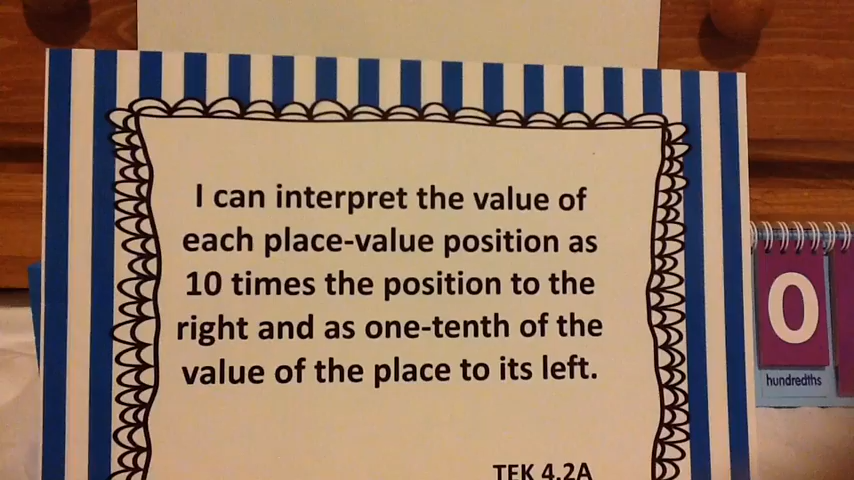 I can interpret the value of
each place-value position as
10 times the position to the
right and as one-tenth of the
value of the place to its left.
TEK 4.2A
0
hundredths